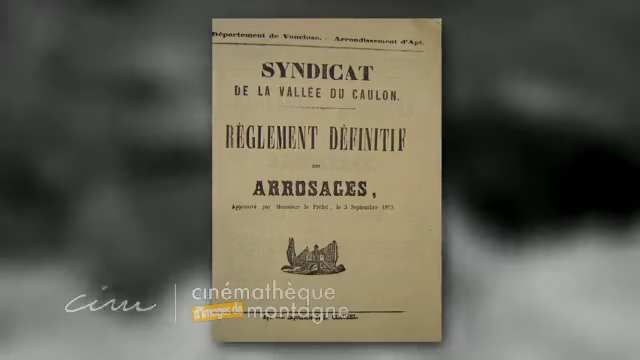 Département de Vaucluse. - Arrondissement d'Apt.
SYNDICAT
DE LA VALLÉE DU CAULON.
RÈGLEMENT DÉFINITIF
DES
ARROSAGES,
Approuvé par Monsieur le Préfet, le 3 Septembre 1873.
cim
cinémathèque
d'images de
montagne